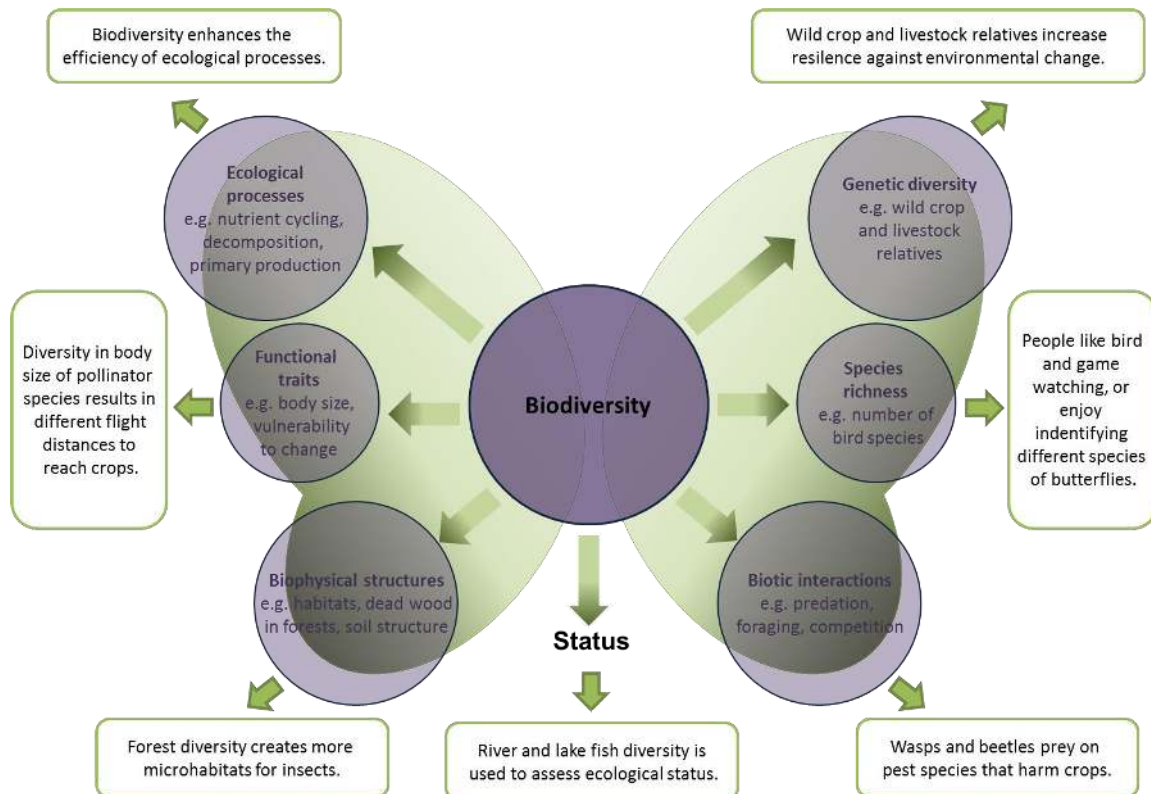 Biodiversity enhances the
efficiency of ecological processes.
Wild crop and livestock relatives increase
resilence against environmental change.
Ecological
processes
e.g. nutrient cycling,
decomposition,
primary production
Genetic diversity
e.g. wild crop
and livestock
relatives
Diversity in body
size of pollinator
species results in
different flight
distances to
reach crops.
Functional
traits
e.g. body size,
vulnerability
to change
Biodiversity
Species
richness
e.g. number of
bird species
People like bird
and game
watching, or
enjoy
indentifying
different species
of butterflies.
Biophysical structures
e.g. habitats, dead wood
in forests, soil structure
Status
Biotic interactions
e.g. predation,
foraging, competition
Forest diversity creates more
microhabitats for insects.
River and lake fish diversity is
used to assess ecological status.
Wasps and beetles prey on
pest species that harm crops.